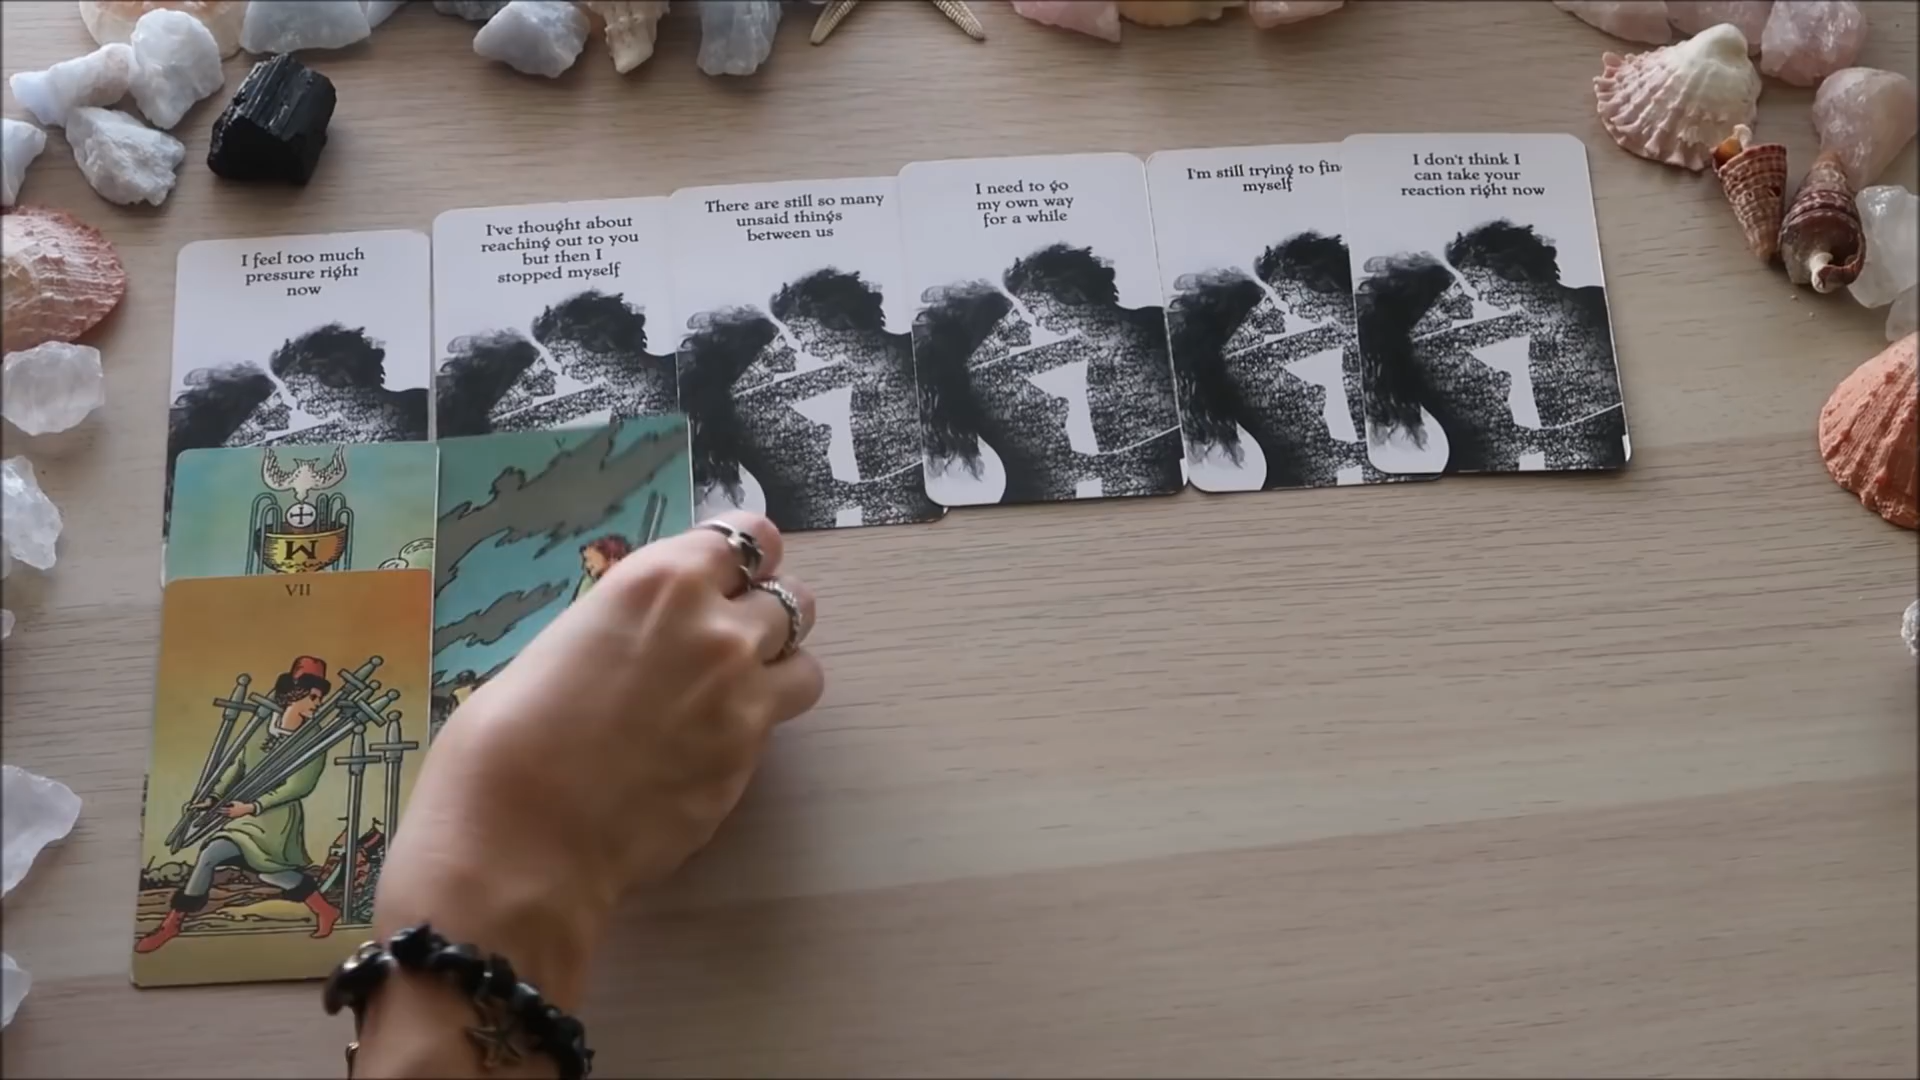 I feel too much
pressure right
now
I've thought about
reaching out to you
but then I
stopped myself
There are still so many
unsaid things
between us
I need to go
my own way
for a while
I'm still trying to fin
myself
I don't think I
can take your
reaction right now
V
W
VII